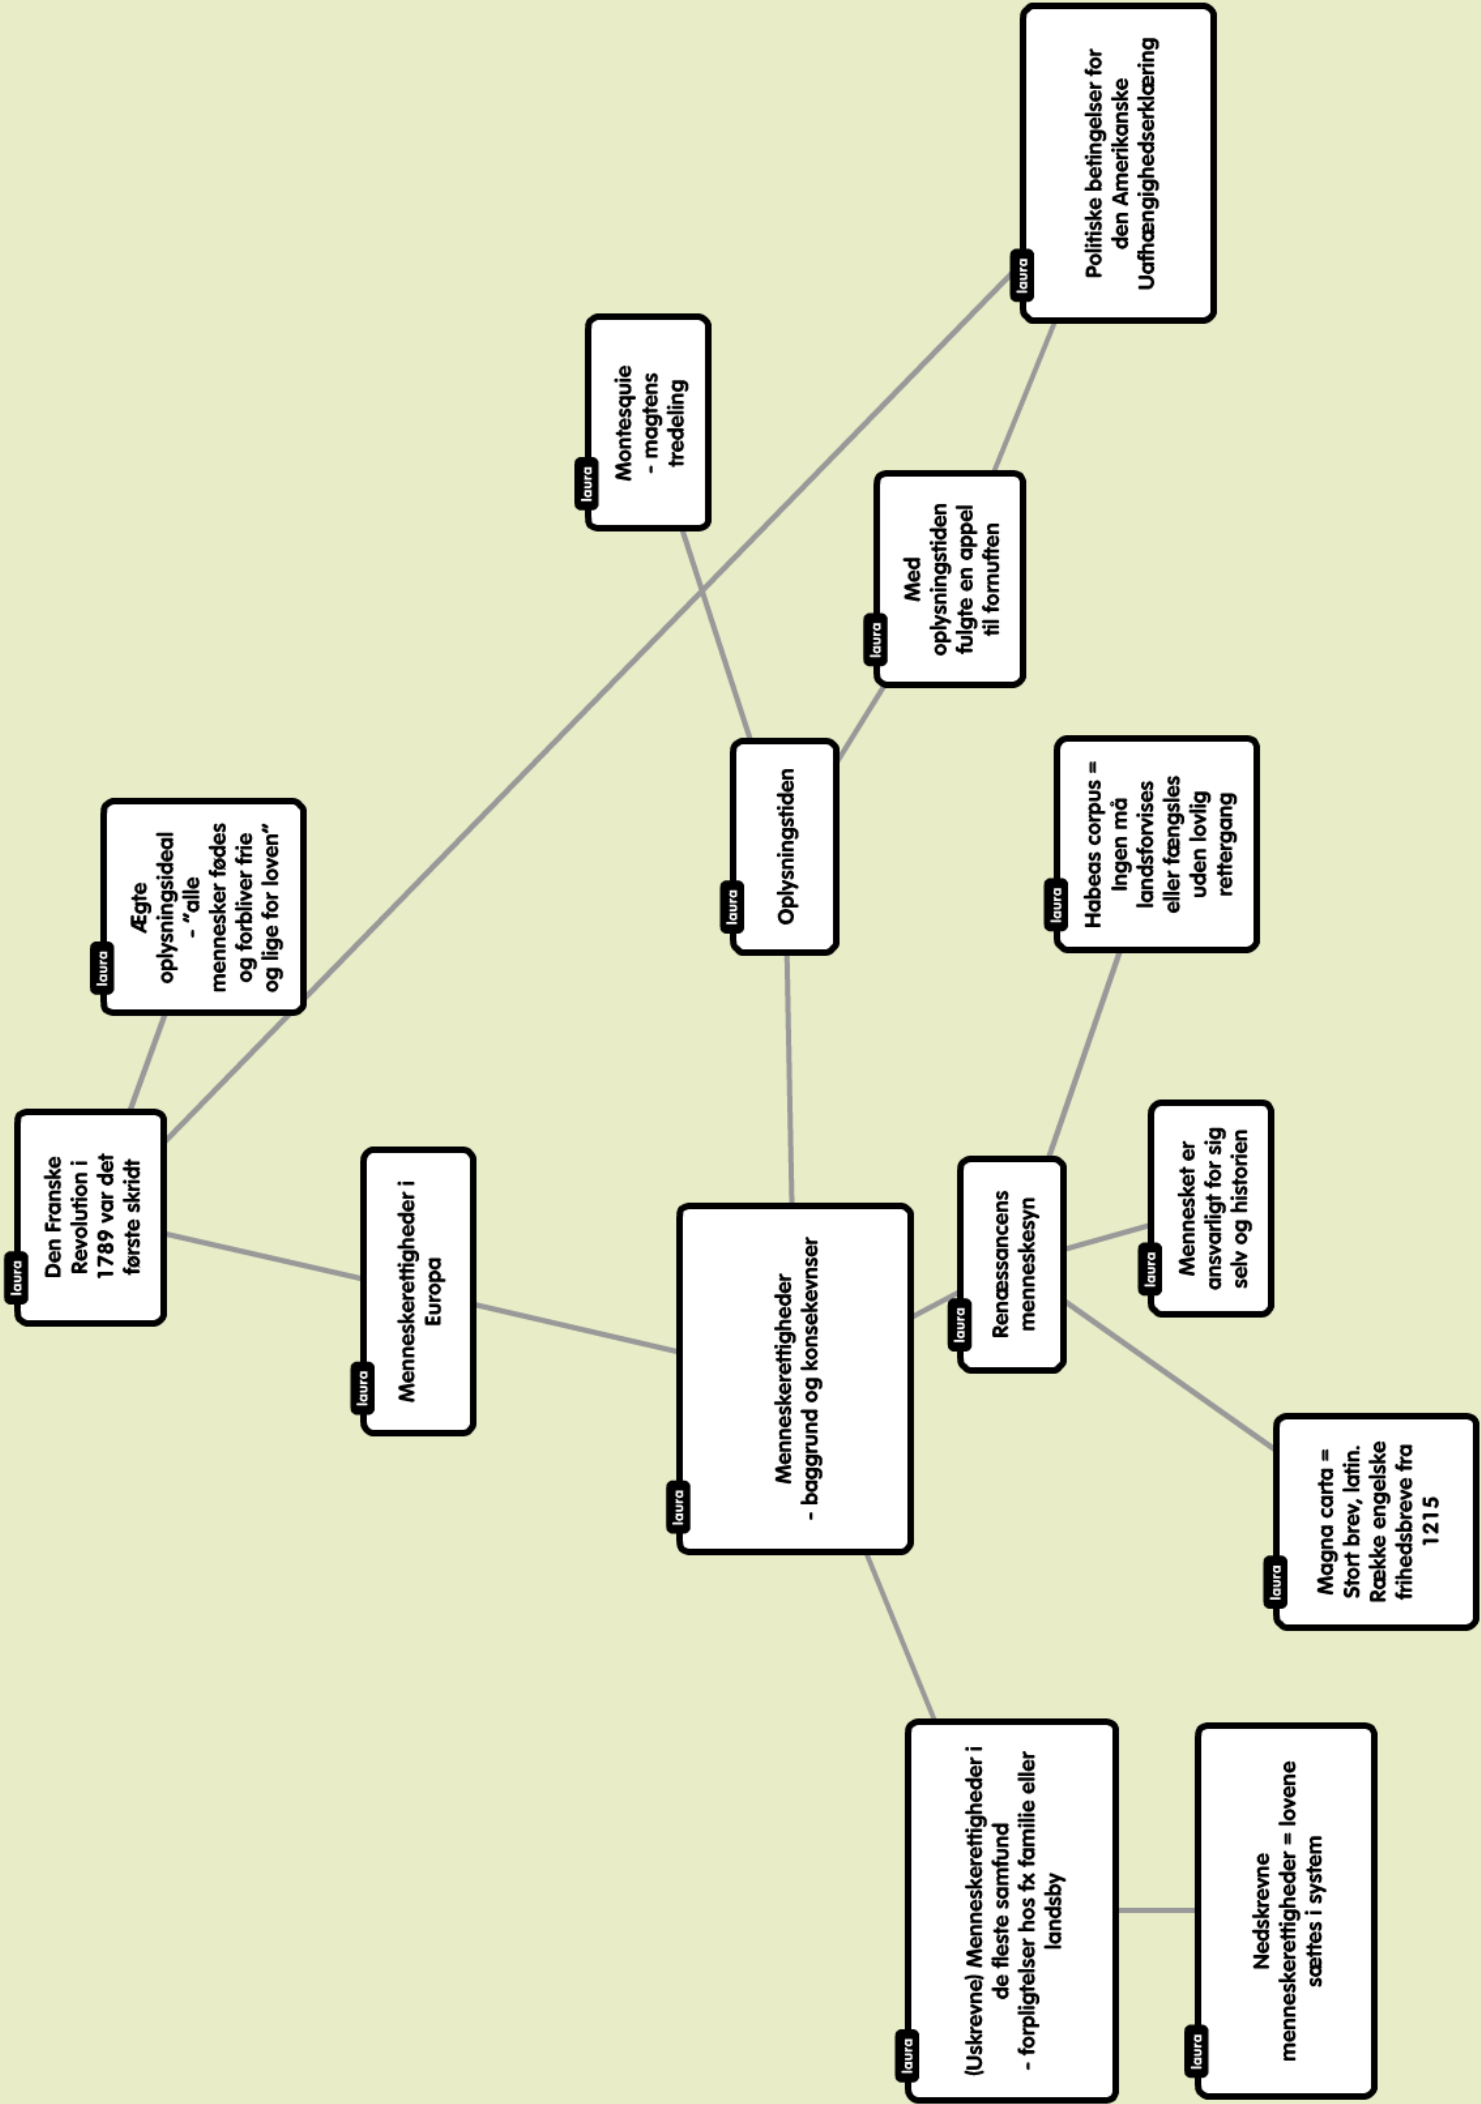 laura
Den Franske
Revolution i
1789 var det
første skridt
laura
Ægte
oplysningsideal
- "alle
mennesker fødes
og forbliver frie
og lige for loven"
laura
Menneskerettigheder i
Europa
laura
Montesquie
- magtens
tredeling
laura
Menneskerettigheder
- baggrund og konsekevnser
laura
Oplysningstiden
laura
Med
oplysningstiden
fulgte en appel
til fornuften
laura
Politiske betingelser for
den Amerikanske
Uafhængighedserklæring
laura
(Uskrevne) Menneskerettigheder i
de fleste samfund
- forpligtelser hos fx familie eller
landsby
laura
Renæssancens
menneskesyn
laura
Habeas corpus =
Ingen må
landsforvises
eller fængsles
uden lovlig
rettergang
laura
Mennesket er
ansvarligt for sig
selv og historien
laura
Nedskrevne
menneskerettigheder = lovene
sættes i system
laura
Magna carta =
Stort brev, latin.
Række engelske
frihedsbreve fra
1215